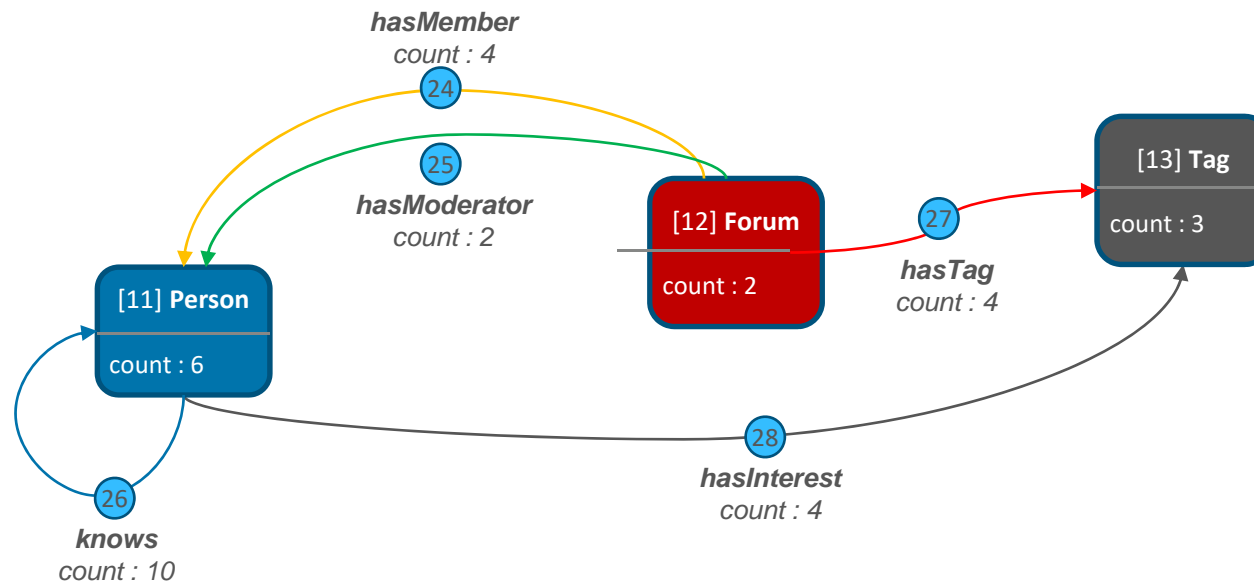 hasMember
count : 4
24
25
hasModerator
count : 2
[13] Tag
count : 3
[12] Forum
count : 2
27
hasTag
count : 4
[11] Person
count : 6
28
hasInterest
count : 4
26
knows
count : 10